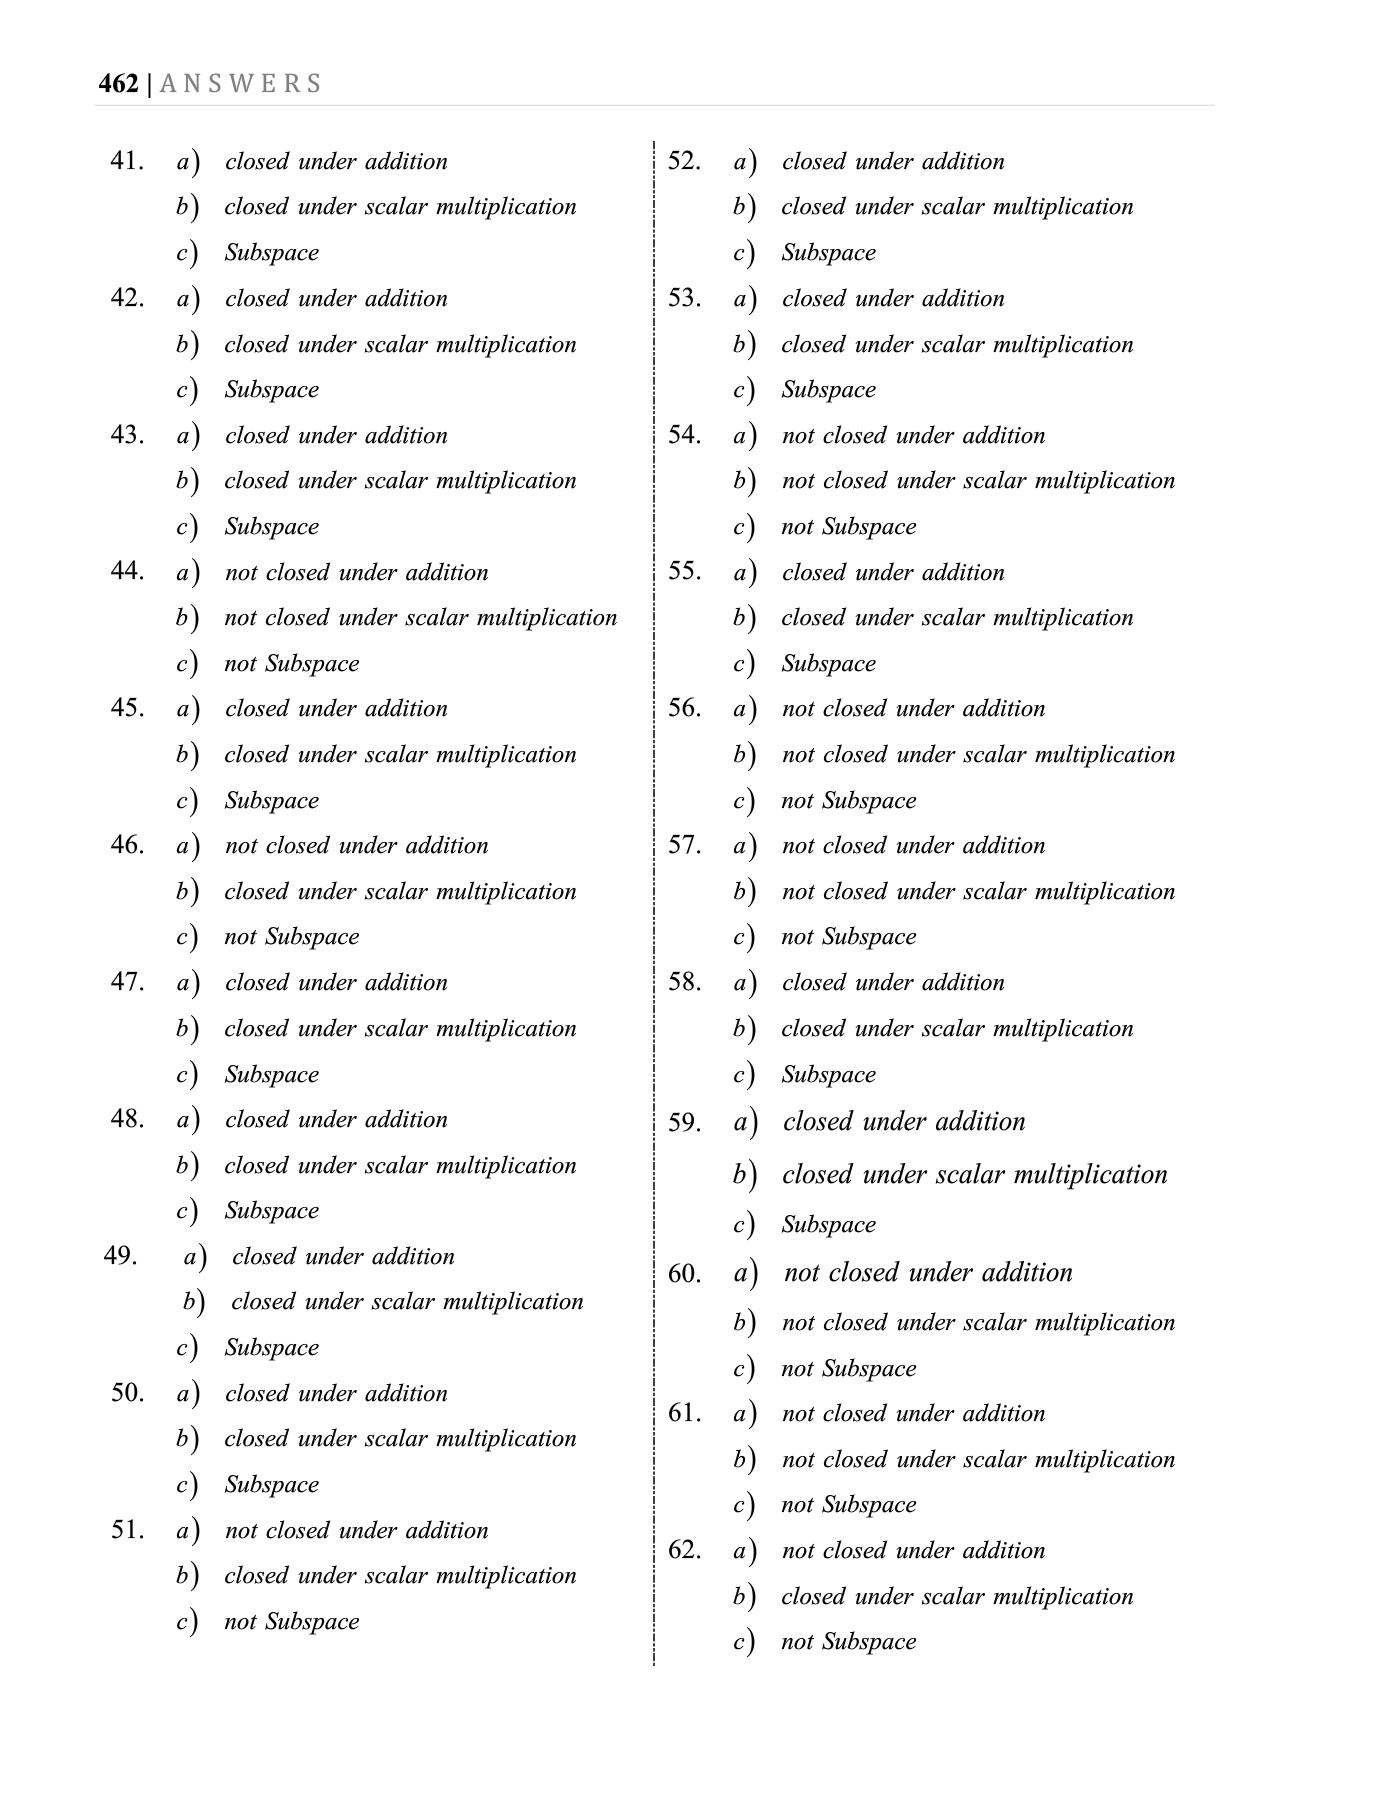 462 | ANSWERS
41. a) closed under addition
b) closed under scalar multiplication
c) Subspace
42. a) closed under addition
b) closed under scalar multiplication
c) Subspace
43. a) closed under addition
b) closed under scalar multiplication
c) Subspace
44. a) not closed under addition
b) not closed under scalar multiplication
c) not Subspace
45. a) closed under addition
b) closed under scalar multiplication
c) Subspace
46. a) not closed under addition
b) closed under scalar multiplication
c) not Subspace
47. a) closed under addition
b) closed under scalar multiplication
c) Subspace
48. a) closed under addition
b) closed under scalar multiplication
c) Subspace
49. a) closed under addition
b) closed under scalar multiplication
c) Subspace
50. a) closed under addition
b) closed under scalar multiplication
c) Subspace
51. a) not closed under addition
b) closed under scalar multiplication
c) not Subspace
52. a) closed under addition
b) closed under scalar multiplication
c) Subspace
53. a) closed under addition
b) closed under scalar multiplication
c) Subspace
54. a) not closed under addition
b) not closed under scalar multiplication
c) not Subspace
55. a) closed under addition
b) closed under scalar multiplication
c) Subspace
56. a) not closed under addition
b) not closed under scalar multiplication
c) not Subspace
57. a) not closed under addition
b) not closed under scalar multiplication
c) not Subspace
58. a) closed under addition
b) closed under scalar multiplication
c) Subspace
59. a) closed under addition
b) closed under scalar multiplication
c) Subspace
60. a) not closed under addition
b) not closed under scalar multiplication
c) not Subspace
61. a) not closed under addition
b) not closed under scalar multiplication
c) not Subspace
62. a) not closed under addition
b) closed under scalar multiplication
c) not Subspace